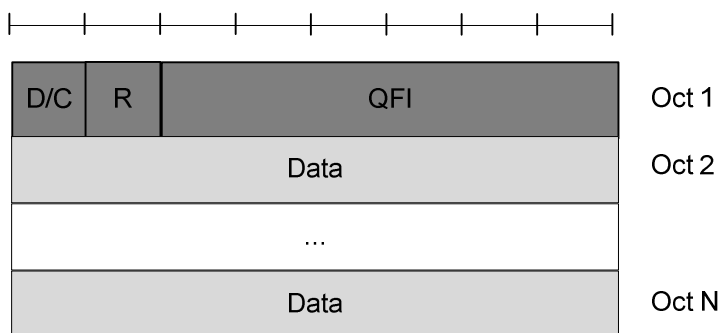 D/C R QFI Oct 1
Data Oct 2
...
Data Oct N